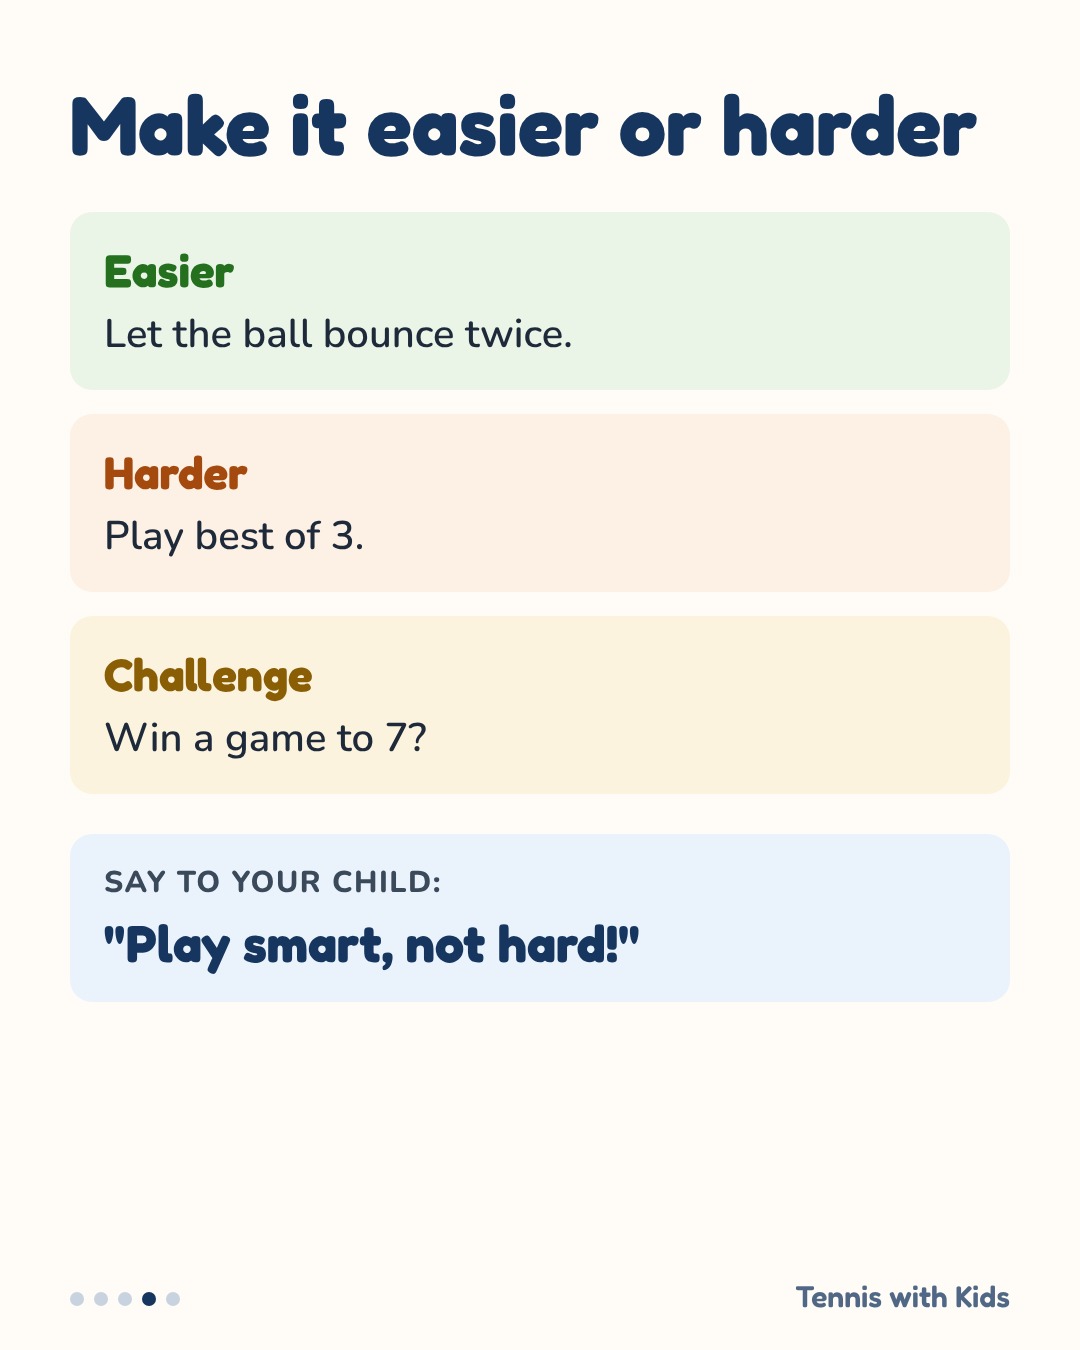 Make it easier or harder
Easier
Let the ball bounce twice.
Harder
Play best of 3.
Challenge
Win a game to 7?
SAY TO YOUR CHILD:
"Play smart, not hard!"
Tennis with Kids